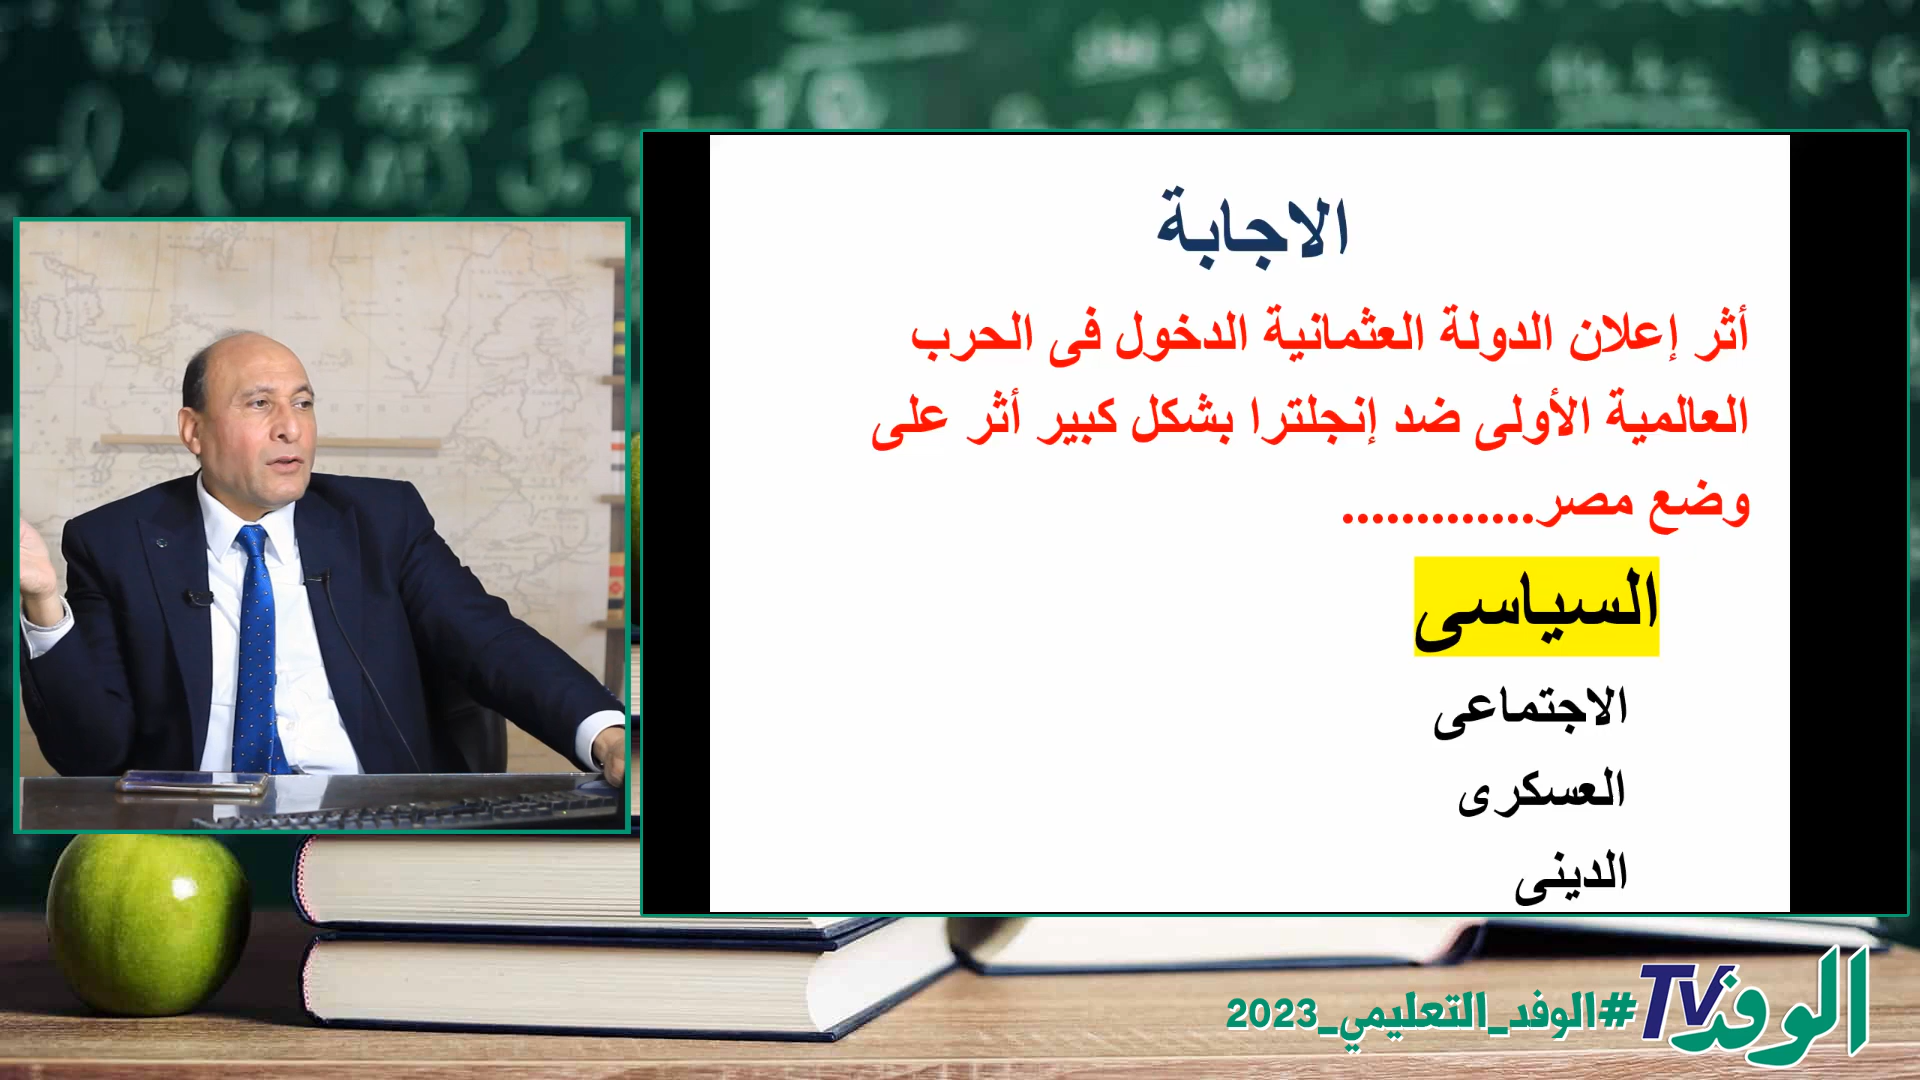 الاجابة
أثر إعلان الدولة العثمانية الدخول فى الحرب
العالمية الأولى ضد إنجلترا بشكل كبير أثر على
وضع مصر.............
السياسى
الاجتماعى
العسكرى
الدينى
#الوفد_التعليمي_2023
الوفد TV